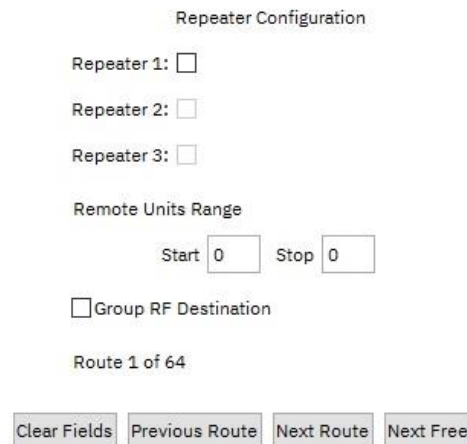 Repeater Configuration
Repeater 1:
Repeater 2:
Repeater 3:
Remote Units Range
Start 0 Stop 0
Group RF Destination
Route 1 of 64
Clear Fields Previous Route Next Route Next Free